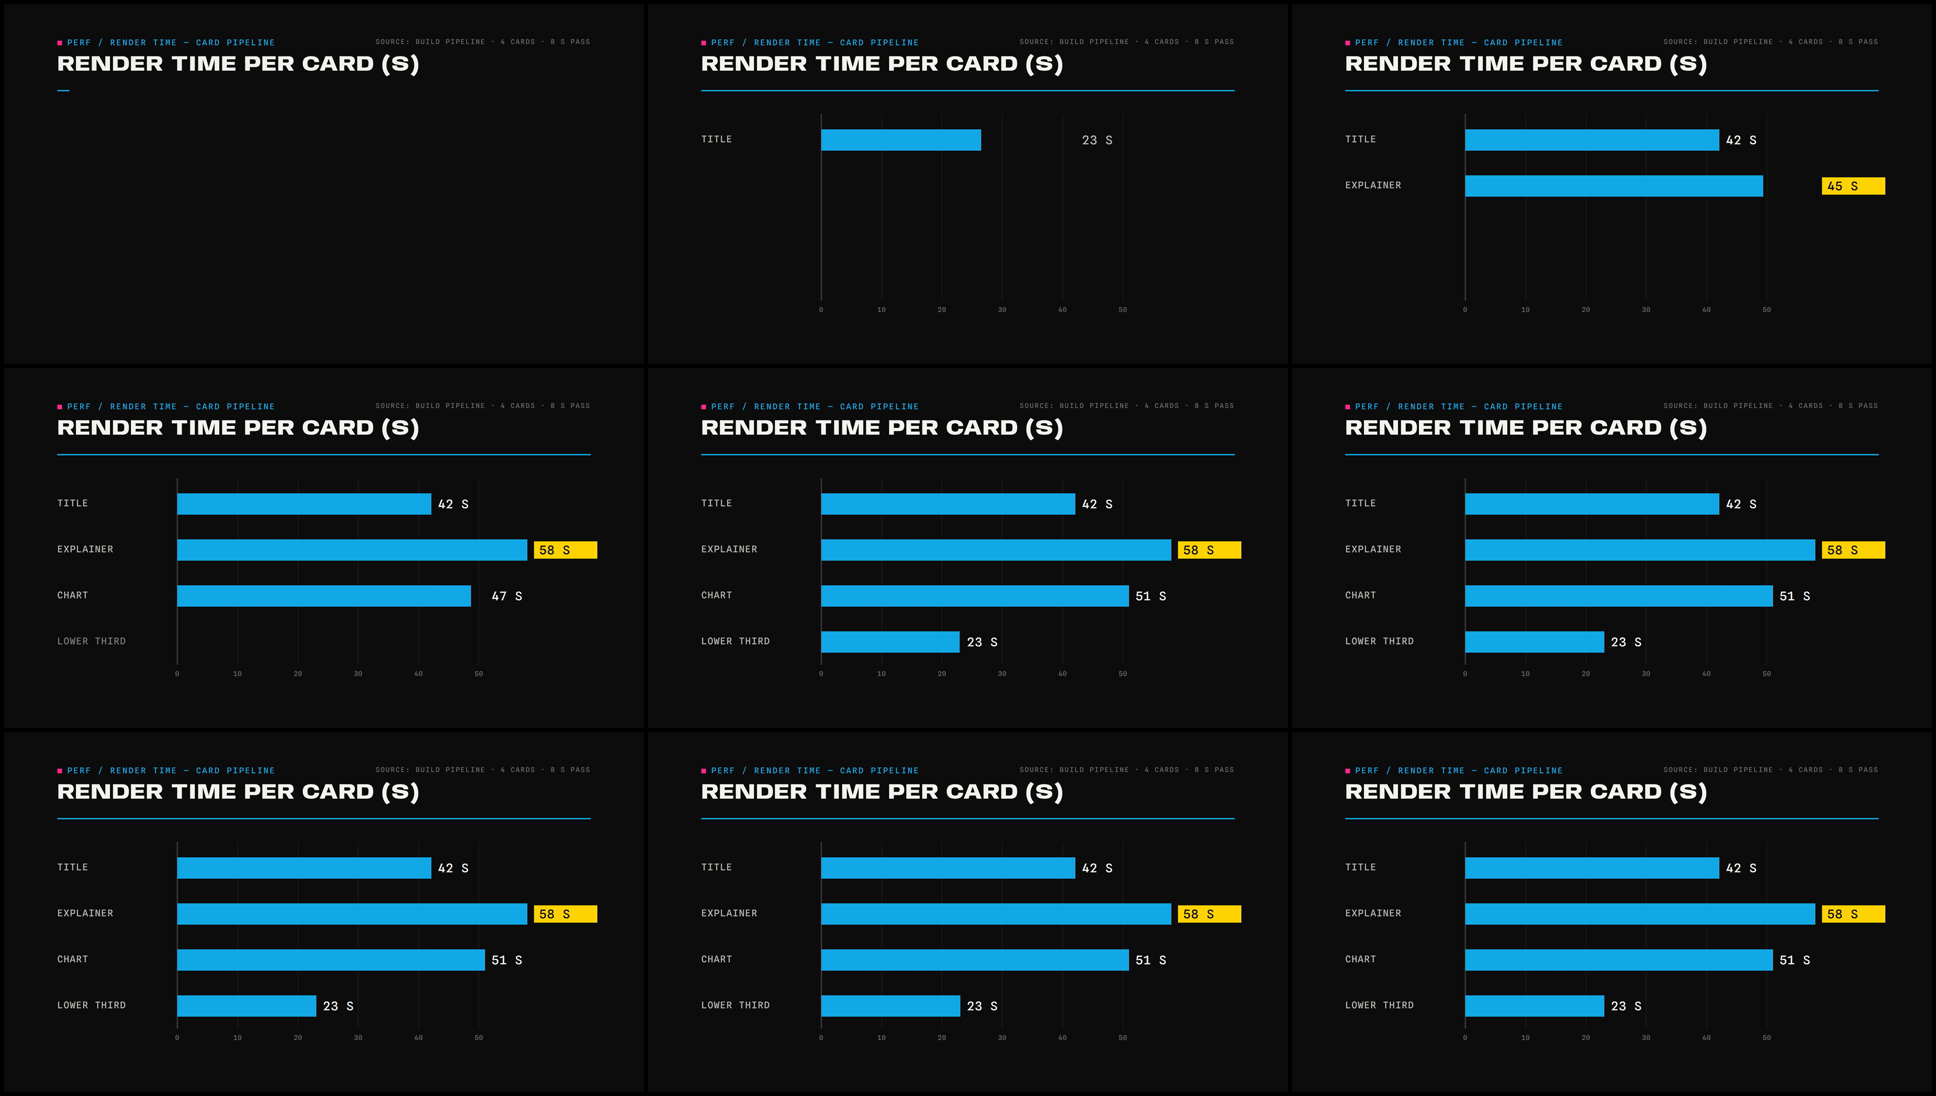 PERF / RENDER TIME — CARD PIPELINE
SOURCE: BUILD PIPELINE · 4 CARDS · 8 S PASS
RENDER TIME PER CARD (S)
PERF / RENDER TIME — CARD PIPELINE
SOURCE: BUILD PIPELINE · 4 CARDS · 8 S PASS
RENDER TIME PER CARD (S)
TITLE 23 S
0 10 20 30 40 50
PERF / RENDER TIME — CARD PIPELINE
SOURCE: BUILD PIPELINE · 4 CARDS · 8 S PASS
RENDER TIME PER CARD (S)
TITLE 42 S
EXPLAINER 45 S
0 10 20 30 40 50
PERF / RENDER TIME — CARD PIPELINE
SOURCE: BUILD PIPELINE · 4 CARDS · 8 S PASS
RENDER TIME PER CARD (S)
TITLE 42 S
EXPLAINER 58 S
CHART 47 S
LOWER THIRD
0 10 20 30 40 50
PERF / RENDER TIME — CARD PIPELINE
SOURCE: BUILD PIPELINE · 4 CARDS · 8 S PASS
RENDER TIME PER CARD (S)
TITLE 42 S
EXPLAINER 58 S
CHART 51 S
LOWER THIRD 23 S
0 10 20 30 40 50
PERF / RENDER TIME — CARD PIPELINE
SOURCE: BUILD PIPELINE · 4 CARDS · 8 S PASS
RENDER TIME PER CARD (S)
TITLE 42 S
EXPLAINER 58 S
CHART 51 S
LOWER THIRD 23 S
0 10 20 30 40 50
PERF / RENDER TIME — CARD PIPELINE
SOURCE: BUILD PIPELINE · 4 CARDS · 8 S PASS
RENDER TIME PER CARD (S)
TITLE 42 S
EXPLAINER 58 S
CHART 51 S
LOWER THIRD 23 S
0 10 20 30 40 50
PERF / RENDER TIME — CARD PIPELINE
SOURCE: BUILD PIPELINE · 4 CARDS · 8 S PASS
RENDER TIME PER CARD (S)
TITLE 42 S
EXPLAINER 58 S
CHART 51 S
LOWER THIRD 23 S
0 10 20 30 40 50
PERF / RENDER TIME — CARD PIPELINE
SOURCE: BUILD PIPELINE · 4 CARDS · 8 S PASS
RENDER TIME PER CARD (S)
TITLE 42 S
EXPLAINER 58 S
CHART 51 S
LOWER THIRD 23 S
0 10 20 30 40 50